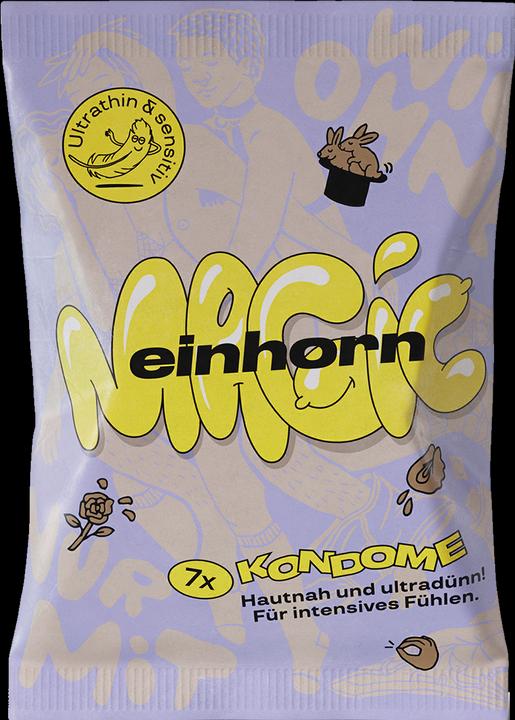 Ultrathin & sensitiv
MAGIC
einhorn
7x KONDOME
Hautnah und ultradünn!
Für intensives Fühlen.